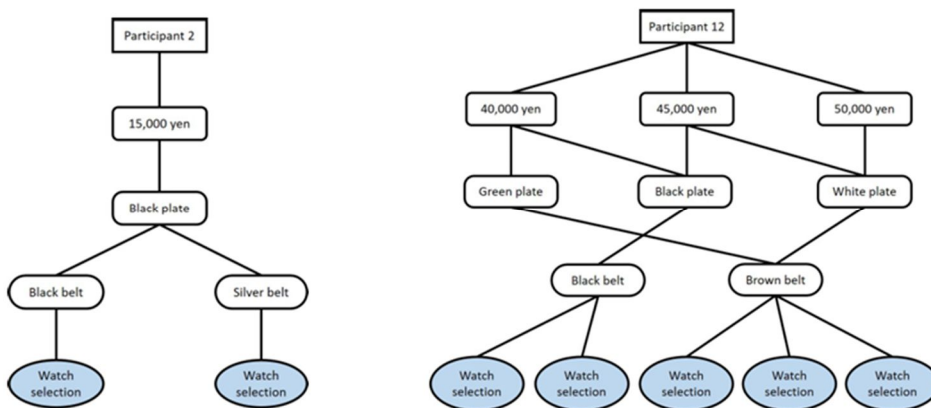 Participant 2
15,000 yen
Black plate
Black belt
Silver belt
Watch
selection
Watch
selection
Participant 12
40,000 yen
45,000 yen
50,000 yen
Green plate
Black plate
White plate
Black belt
Brown belt
Watch
selection
Watch
selection
Watch
selection
Watch
selection
Watch
selection